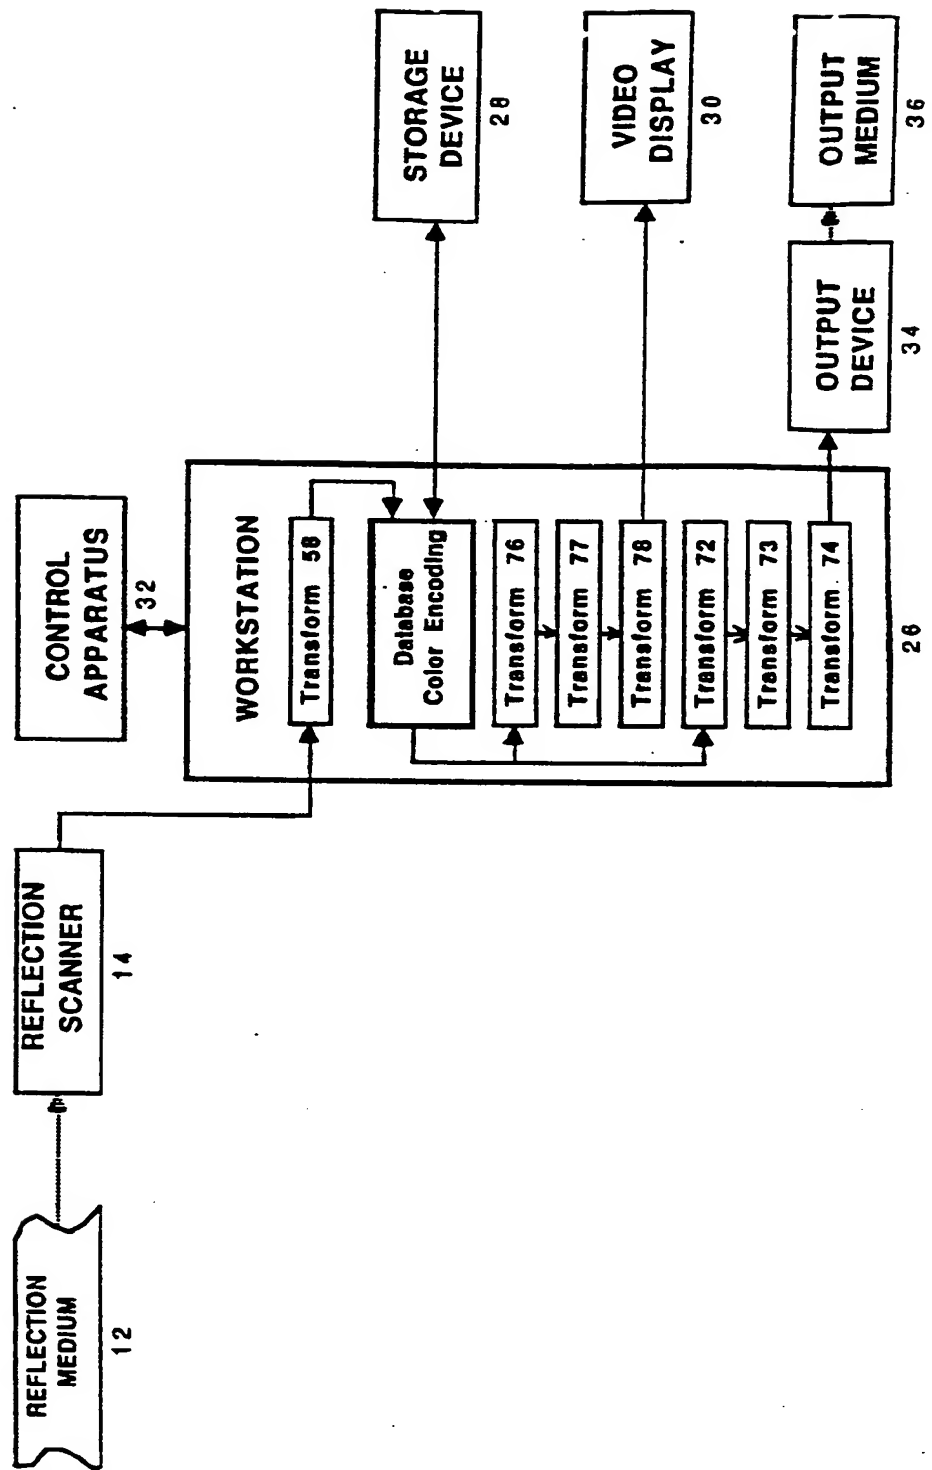 REFLECTION
MEDIUM
12
REFLECTION
SCANNER
14
CONTROL
APPARATUS
32
WORKSTATION
Transform 58
Database
Color Encoding
Transform 76
Transform 77
Transform 78
Transform 72
Transform 73
Transform 74
26
STORAGE
DEVICE
28
VIDEO
DISPLAY
30
OUTPUT
DEVICE
34
OUTPUT
MEDIUM
36